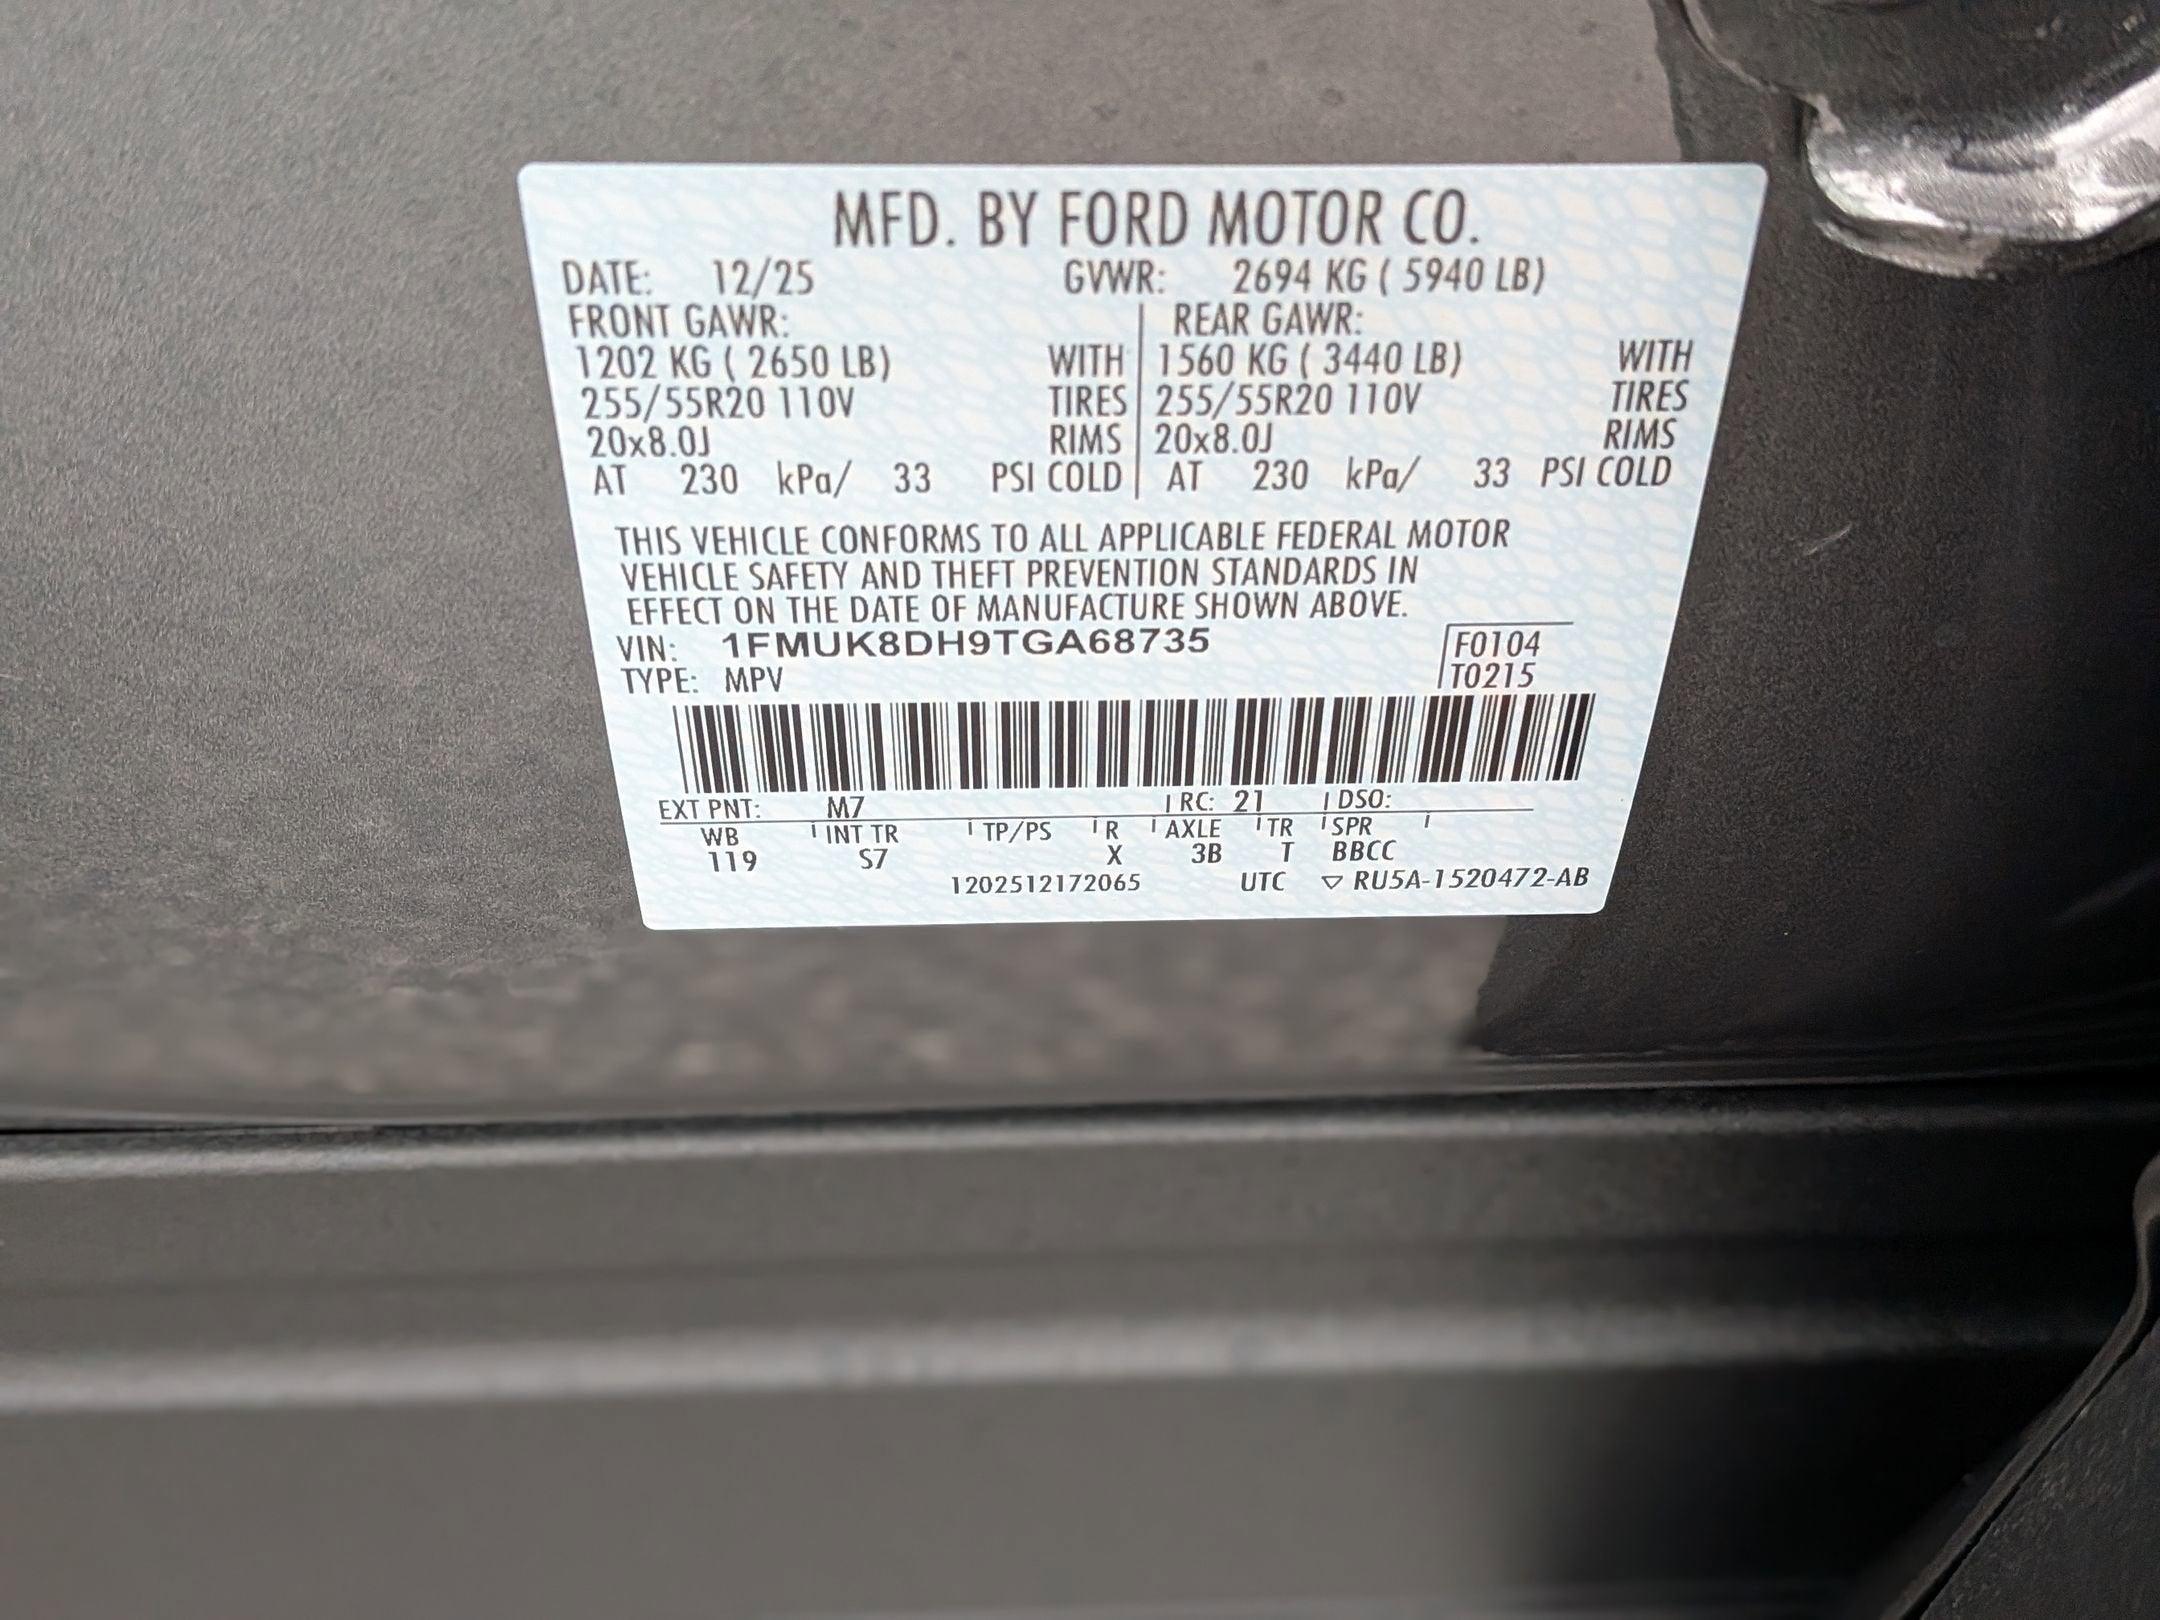 MFD. BY FORD MOTOR CO.
DATE: 12/25 GVWR: 2694 KG ( 5940 LB)
FRONT GAWR: REAR GAWR:
1202 KG ( 2650 LB) WITH 1560 KG ( 3440 LB) WITH
255/55R20 110V TIRES 255/55R20 110V TIRES
20x8.0J RIMS 20x8.0J RIMS
AT 230 kPa/ 33 PSI COLD AT 230 kPa/ 33 PSI COLD
THIS VEHICLE CONFORMS TO ALL APPLICABLE FEDERAL MOTOR
VEHICLE SAFETY AND THEFT PREVENTION STANDARDS IN
EFFECT ON THE DATE OF MANUFACTURE SHOWN ABOVE.
VIN: 1FMUK8DH9TGA68735 F0104
TYPE: MPV T0215
EXT PNT: M7 RC: 21 DSO:
WB INT TR TP/PS R AXLE TR SPR
119 S7 X 3B T BBCC
1202512172065 UTC ▽ RU5A-1520472-AB